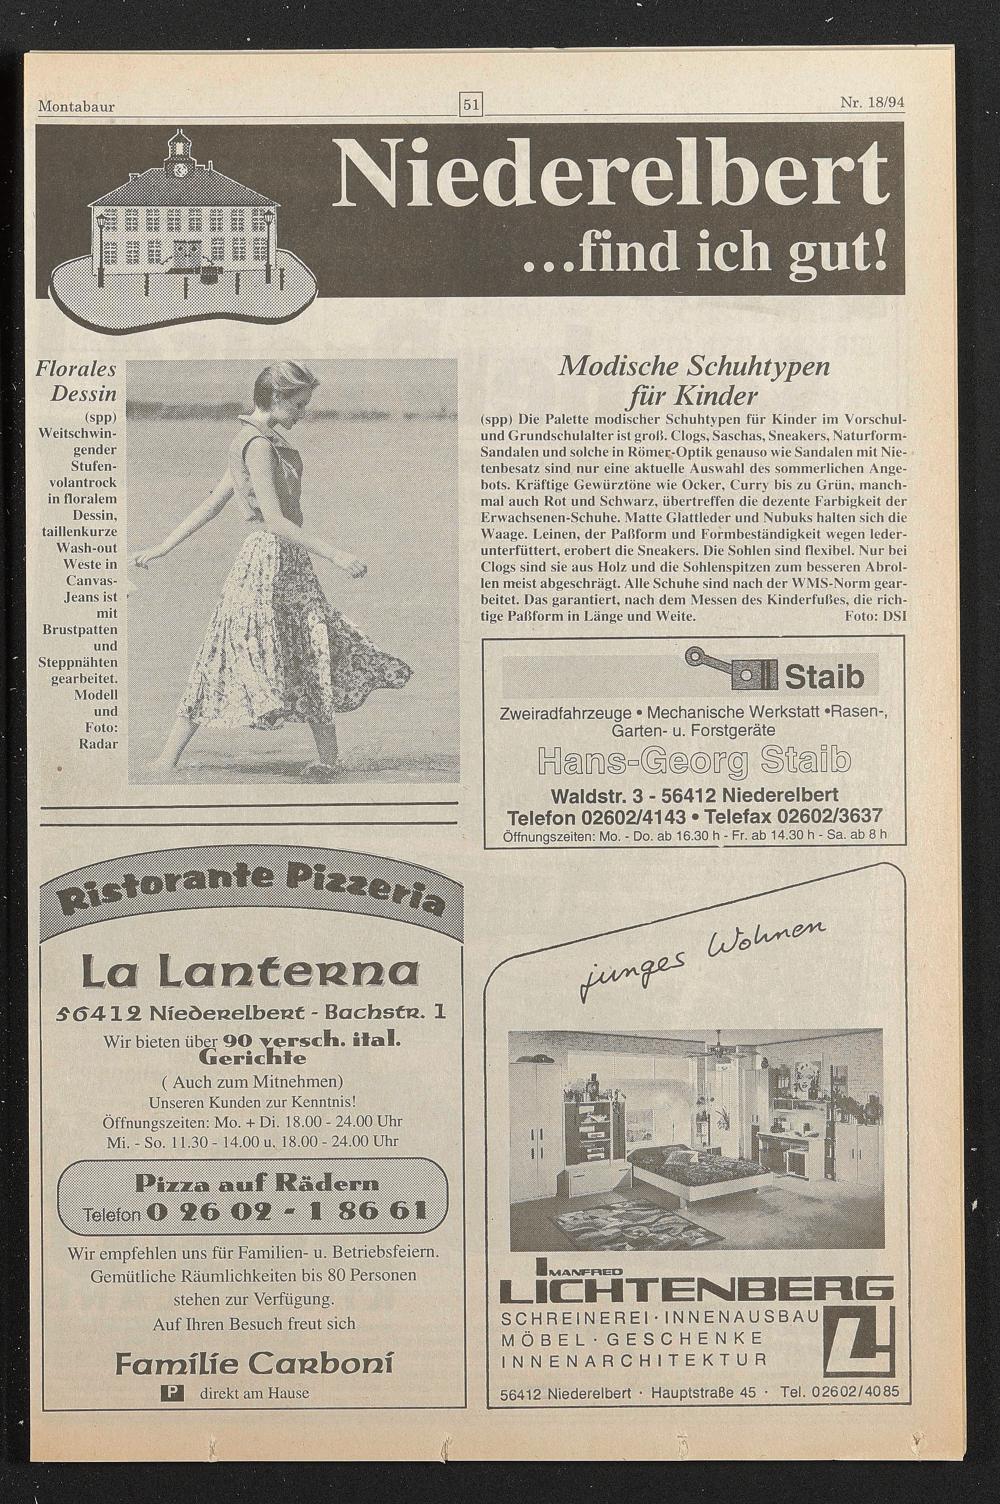 Montabaur
51
Nr. 18/94
Niederelbert
...find ich gut!
Florales
Dessin
(spp)
Weitschwin-
gender
Stufen-
volantrock
in floralem
Dessin,
taillenkurze
Wash-out
Weste in
Canvas-
Jeans ist
mit
Brustpatten
und
Steppnähten
gearbeitet.
Modell
und
Foto:
Radar
Modische Schuhtypen
für Kinder
(spp) Die Palette modischer Schuhtypen für Kinder im Vorschul-
und Grundschulalter ist groß. Clogs, Saschas, Sneakers, Naturform-
Sandalen und solche in Römer-Optik genauso wie Sandalen mit Nie-
tenbesatz sind nur eine aktuelle Auswahl des sommerlichen Ange-
bots. Kräftige Gewürztöne wie Ocker, Curry bis zu Grün, manch-
mal auch Rot und Schwarz, übertreffen die dezente Farbigkeit der
Erwachsenen-Schuhe. Matte Glattleder und Nubuks halten sich die
Waage. Leinen, der Paßform und Formbeständigkeit wegen leder-
unterfüttert, erobert die Sneakers. Die Sohlen sind flexibel. Nur bei
Clogs sind sie aus Holz und die Sohlenspitzen zum besseren Abrol-
len meist abgeschrägt. Alle Schuhe sind nach der WMS-Norm gear-
beitet. Das garantiert, nach dem Messen des Kinderfußes, die rich-
tige Paßform in Länge und Weite. Foto: DSI
Staib
Zweiradfahrzeuge • Mechanische Werkstatt •Rasen-,
Garten- u. Forstgeräte
Hans-Georg Staib
Waldstr. 3 - 56412 Niederelbert
Telefon 02602/4143 • Telefax 02602/3637
Öffnungszeiten: Mo. - Do. ab 16.30 h - Fr. ab 14.30 h - Sa. ab 8 h
Ristorante Pizzeria
La Lanterna
56412 Niederelbert - Bachstr. 1
Wir bieten über 90 versch. ital.
Gerichte
( Auch zum Mitnehmen)
Unseren Kunden zur Kenntnis!
Öffnungszeiten: Mo. + Di. 18.00 - 24.00 Uhr
Mi. - So. 11.30 - 14.00 u. 18.00 - 24.00 Uhr
Pizza auf Rädern
Telefon 0 26 02 - 1 86 61
Wir empfehlen uns für Familien- u. Betriebsfeiern.
Gemütliche Räumlichkeiten bis 80 Personen
stehen zur Verfügung.
Auf Ihren Besuch freut sich
Familie Carboni
P direkt am Hause
junges Wohnen
MANFRED
LICHTENBERG
SCHREINEREI · INNENAUSBAU
MÖBEL · GESCHENKE
INNENARCHITEKTUR
56412 Niederelbert · Hauptstraße 45 · Tel. 02602/4085